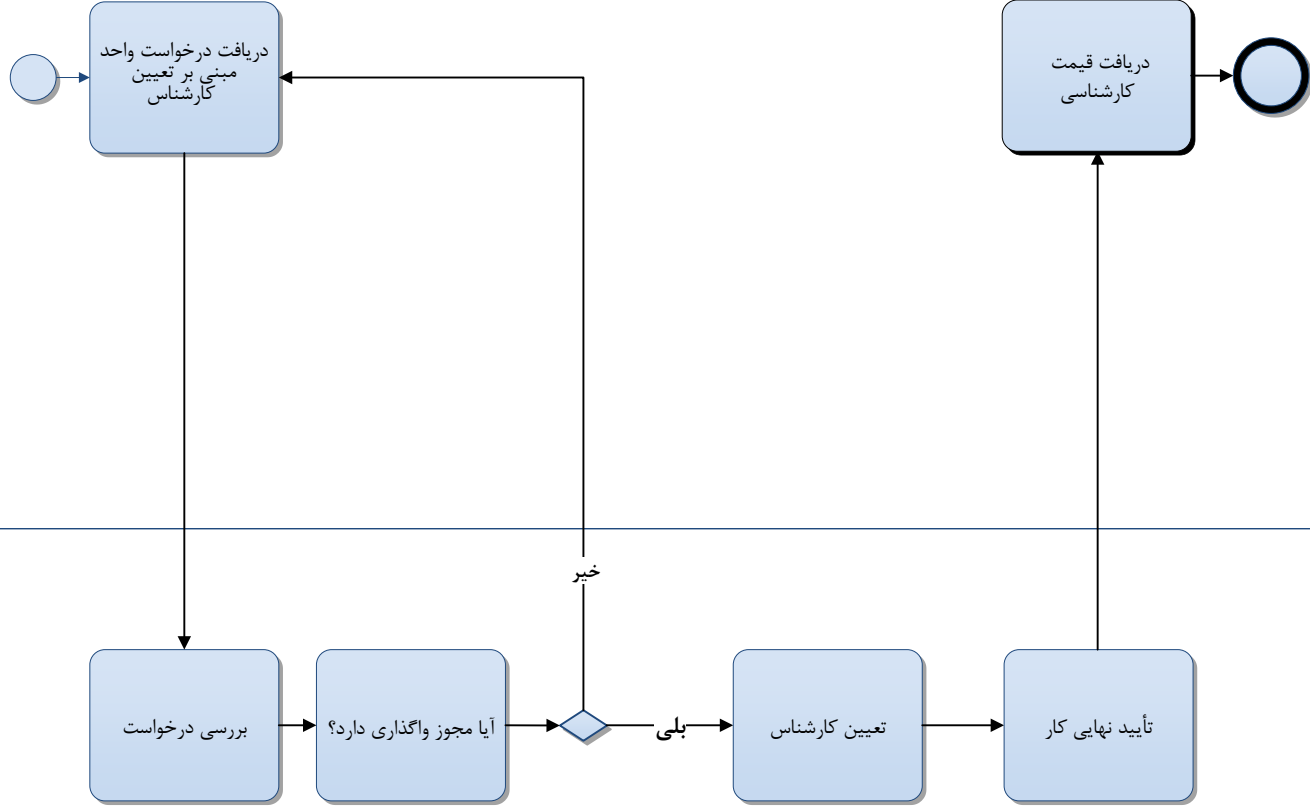 دریافت درخواست واحد
مبنی بر تعیین
کارشناس
دریافت قیمت
کارشناسی
خیر
بررسی درخواست
آیا مجوز واگذاری دارد؟
بلی
تعیین کارشناس
تأیید نهایی کار